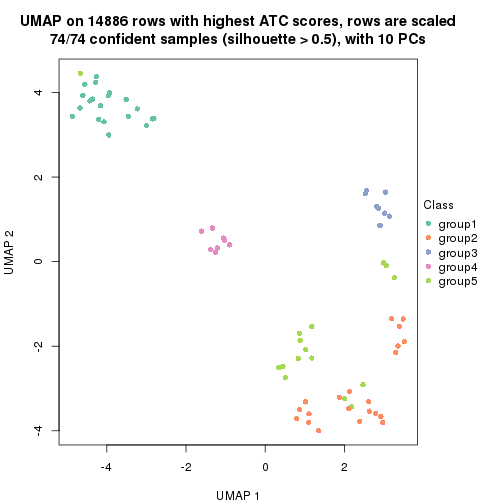 UMAP on 14886 rows with highest ATC scores, rows are scaled
74/74 confident samples (silhouette > 0.5), with 10 PCs
4
2
0
-2
-4
UMAP 2
-4
-2
0
2
UMAP 1
Class
group1
group2
group3
group4
group5